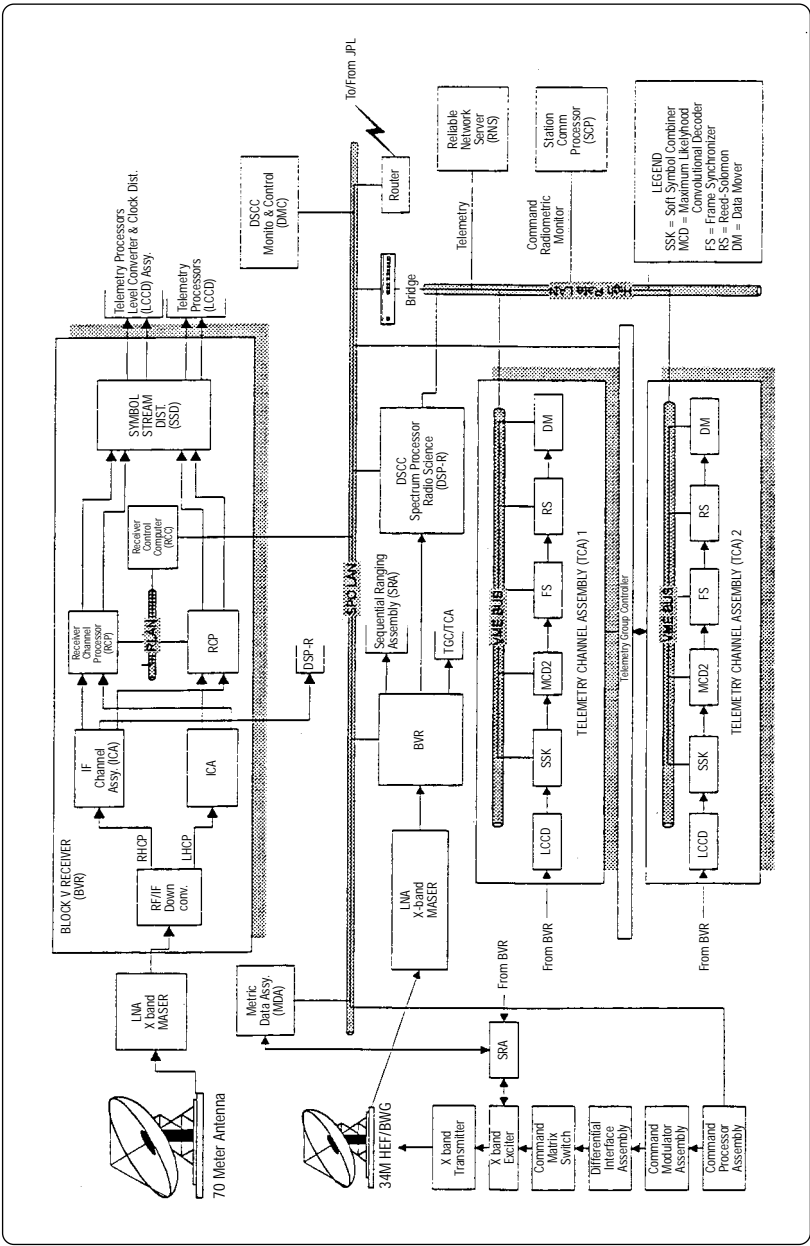 70 Meter Antenna
LNA
X band
MASER
BLOCK V RECEIVER
(BVR)
RF/IF
Down
conv.
RHCP
LHCP
IF
Channel
Assy. (ICA)
ICA
Receiver
Channel
Processor
(RCP)
LAN
RCP
Receiver
Control
Computer
(RCC)
SYMBOL
STREAM
DIST.
(SSD)
Telemetry Processors
Level Converter & Clock Dist.
(LCCD) Assy.
Telemetry
Processors
(LCCD)
DSP-R
DSCC
Monito & Control
(DMC)
To/From JPL
Router
Metric
Data Assy.
(MDA)
SPC LAN
Bridge
34M HEF/BWG
LNA
X-band
MASER
BVR
Sequential Ranging
Assembly (SRA)
TGC/TCA
DSCC
Spectrum Processor
Radio Science
(DSP-R)
High Rate LAN
Telemetry
Reliable
Network
Server
(RNS)
Command
Radiometric
Monitor
Station
Comm
Processor
(SCP)
X band
Transmitter
X band
Exciter
SRA
From BVR
Command
Matrix
Switch
Differential
Interface
Assembly
Command
Modulator
Assembly
Command
Processor
Assembly
VME BUS
From BVR
LCCD
SSK
MCD2
FS
RS
DM
TELEMETRY CHANNEL ASSEMBLY (TCA) 1
Telemetry Group Controller
VME BUS
From BVR
LCCD
SSK
MCD2
FS
RS
DM
TELEMETRY CHANNEL ASSEMBLY (TCA) 2
LEGEND
SSK = Soft Symbol Combiner
MCD = Maximum Likelyhood
Convolutional Decoder
FS = Frame Synchronizer
RS = Reed-Solomon
DM = Data Mover